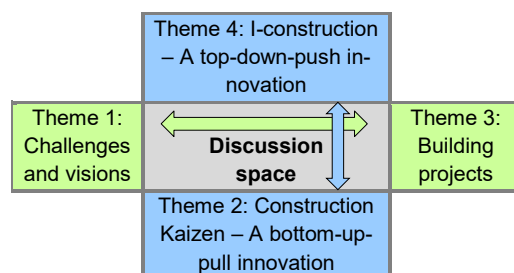 Theme 4: I-construction
– A top-down-push in-
novation
Theme 1:
Challenges
and visions
Discussion
space
Theme 3:
Building
projects
Theme 2: Construction
Kaizen – A bottom-up-
pull innovation